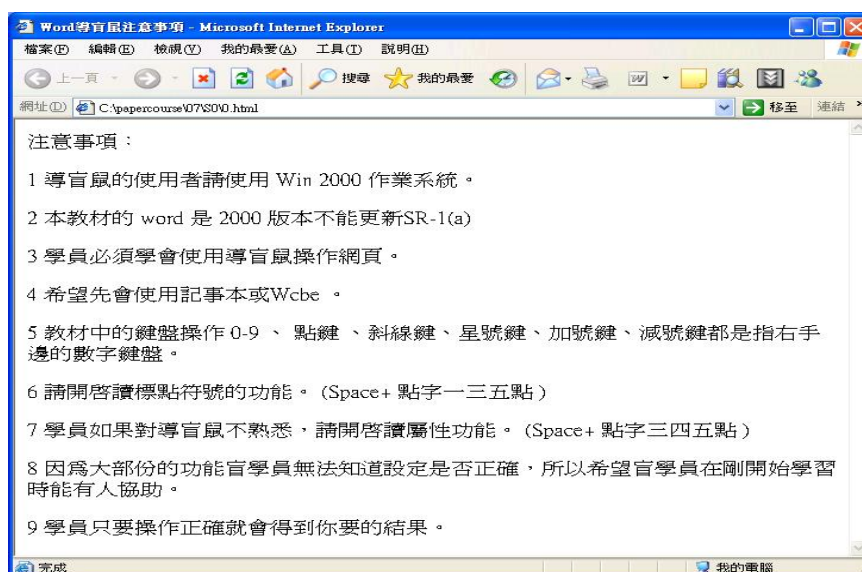 Word導盲鼠注意事項 - Microsoft Internet Explorer
檔案(F) 編輯(E) 檢視(V) 我的最愛(A) 工具(T) 說明(H)
上一頁 搜尋 我的最愛
網址(D) C:\papercourse\07\S0\0.html 移至 連結
注意事項：
1 導盲鼠的使用者請使用 Win 2000 作業系統。
2 本教材的 word 是 2000 版本不能更新SR-1(a)
3 學員必須學會使用導盲鼠操作網頁。
4 希望先會使用記事本或Wcbe 。
5 教材中的鍵盤操作 0-9 、 點鍵 、斜線鍵、星號鍵、加號鍵、減號鍵都是指右手
邊的數字鍵盤。
6 請開啟讀標點符號的功能。 (Space+ 點字一三五點 )
7 學員如果對導盲鼠不熟悉，請開啟讀屬性功能。 (Space+ 點字三四五點 )
8 因為大部份的功能盲學員無法知道設定是否正確，所以希望盲學員在剛開始學習
時能有人協助。
9 學員只要操作正確就會得到你要的結果。
完成 我的電腦